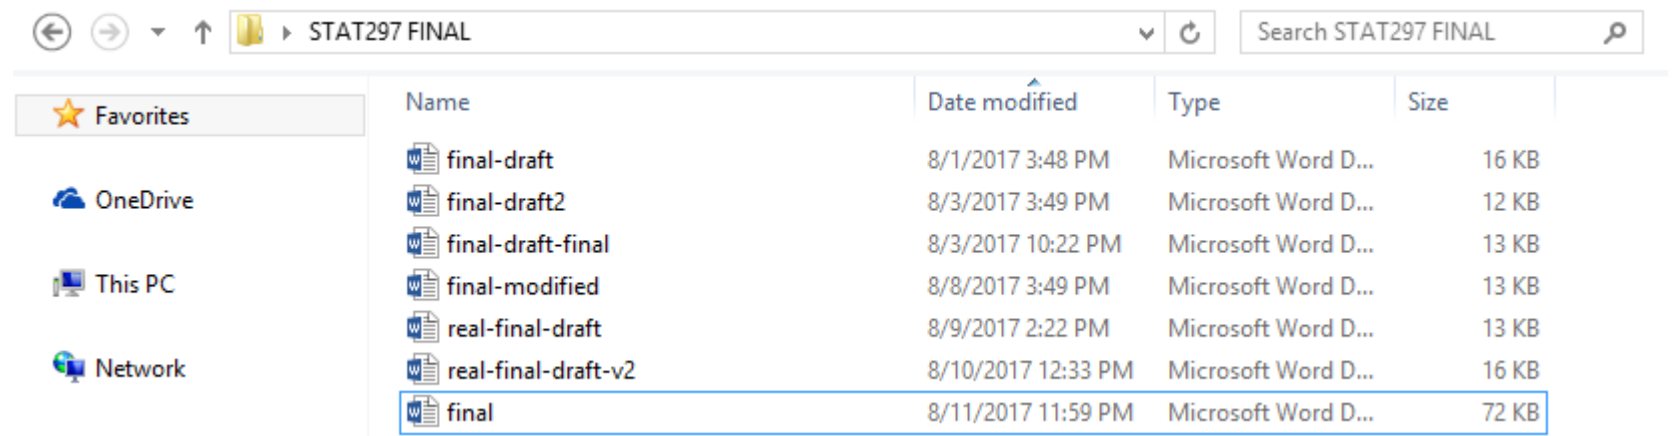 STAT297 FINAL Search STAT297 FINAL
Favorites Name Date modified Type Size
final-draft 8/1/2017 3:48 PM Microsoft Word D... 16 KB
OneDrive final-draft2 8/3/2017 3:49 PM Microsoft Word D... 12 KB
final-draft-final 8/3/2017 10:22 PM Microsoft Word D... 13 KB
This PC final-modified 8/8/2017 3:49 PM Microsoft Word D... 13 KB
real-final-draft 8/9/2017 2:22 PM Microsoft Word D... 13 KB
Network real-final-draft-v2 8/10/2017 12:33 PM Microsoft Word D... 16 KB
final 8/11/2017 11:59 PM Microsoft Word D... 72 KB